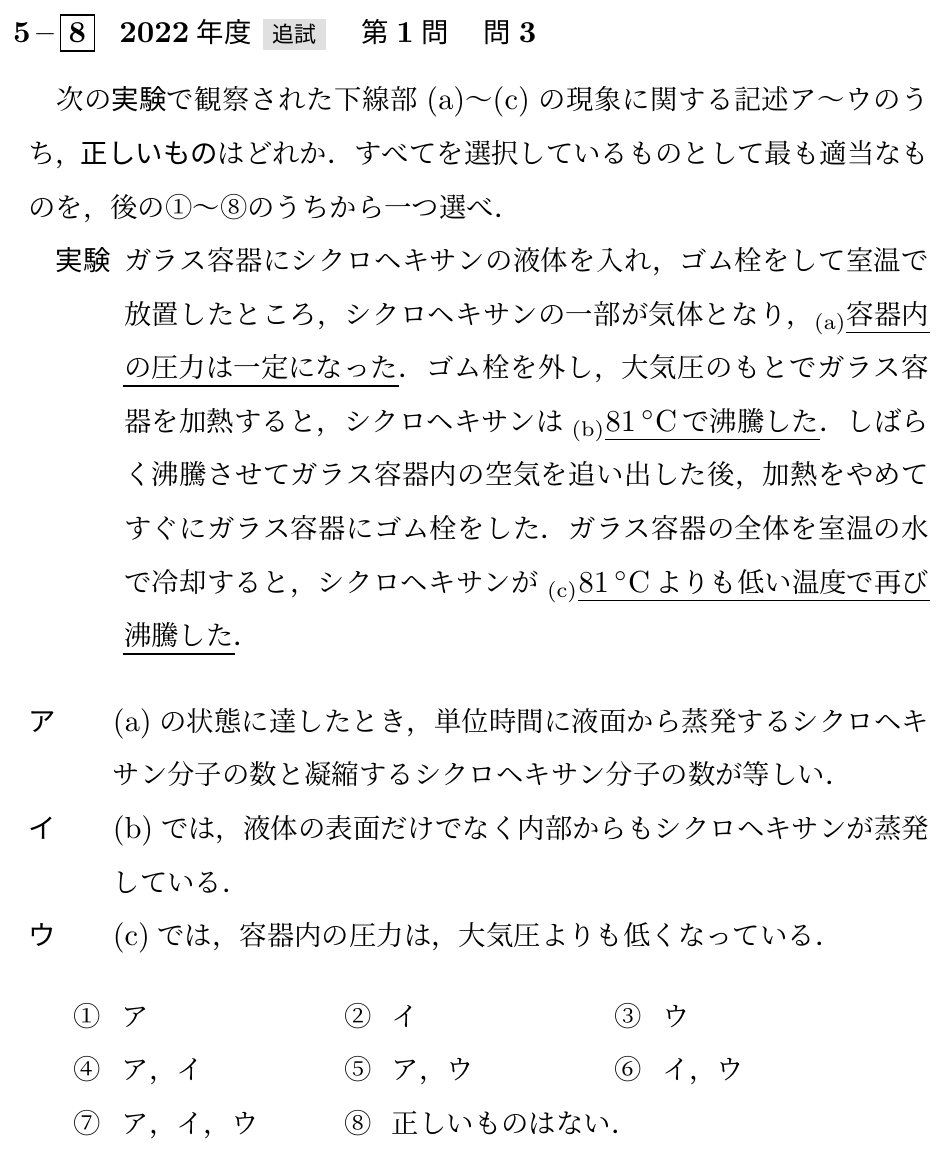 5－8 2022年度 追試 第1問 問3
次の実験で観察された下線部 (a)～(c) の現象に関する記述ア～ウのう
ち，正しいものはどれか．すべてを選択しているものとして最も適当なも
のを，後の①～⑧のうちから一つ選べ．
実験 ガラス容器にシクロヘキサンの液体を入れ，ゴム栓をして室温で
放置したところ，シクロヘキサンの一部が気体となり，(a)容器内
の圧力は一定になった．ゴム栓を外し，大気圧のもとでガラス容
器を加熱すると，シクロヘキサンは (b)81 °C で沸騰した．しばら
く沸騰させてガラス容器内の空気を追い出した後，加熱をやめて
すぐにガラス容器にゴム栓をした．ガラス容器の全体を室温の水
で冷却すると，シクロヘキサンが (c)81 °C よりも低い温度で再び
沸騰した．
ア (a) の状態に達したとき，単位時間に液面から蒸発するシクロヘキ
サン分子の数と凝縮するシクロヘキサン分子の数が等しい．
イ (b) では，液体の表面だけでなく内部からもシクロヘキサンが蒸発
している．
ウ (c) では，容器内の圧力は，大気圧よりも低くなっている．
① ア ② イ ③ ウ
④ ア，イ ⑤ ア，ウ ⑥ イ，ウ
⑦ ア，イ，ウ ⑧ 正しいものはない．